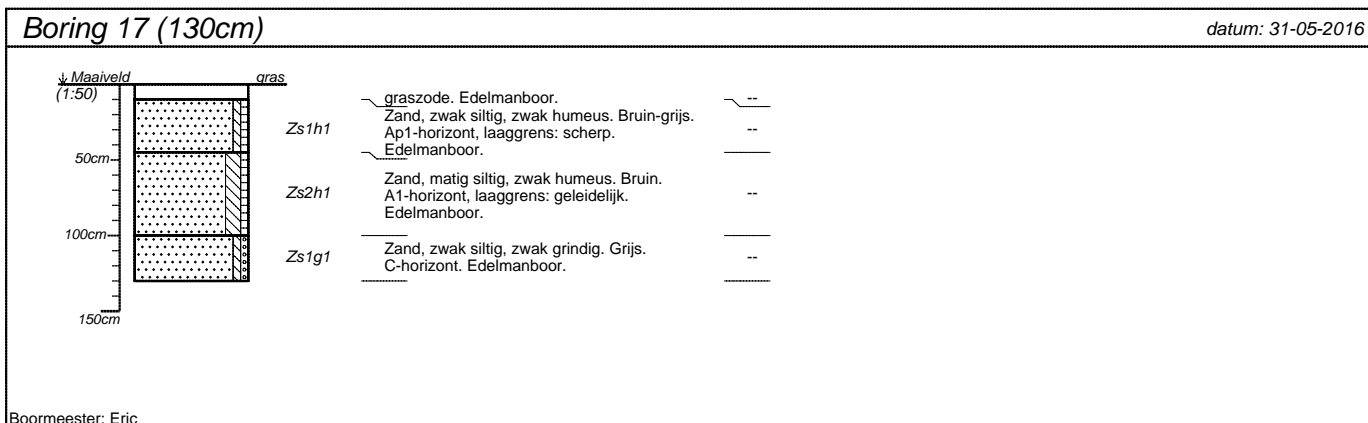 Boring 17 (130cm)
datum: 31-05-2016
Maaiveld
gras
(1:50)
graszode. Edelmanboor.
--
Zs1h1
Zand, zwak siltig, zwak humeus. Bruin-grijs.
Ap1-horizont, laaggrens: scherp.
Edelmanboor.
--
50cm
Zs2h1
Zand, matig siltig, zwak humeus. Bruin.
A1-horizont, laaggrens: geleidelijk.
Edelmanboor.
--
100cm
Zs1g1
Zand, zwak siltig, zwak grindig. Grijs.
C-horizont. Edelmanboor.
--
150cm
Boormeester: Eric